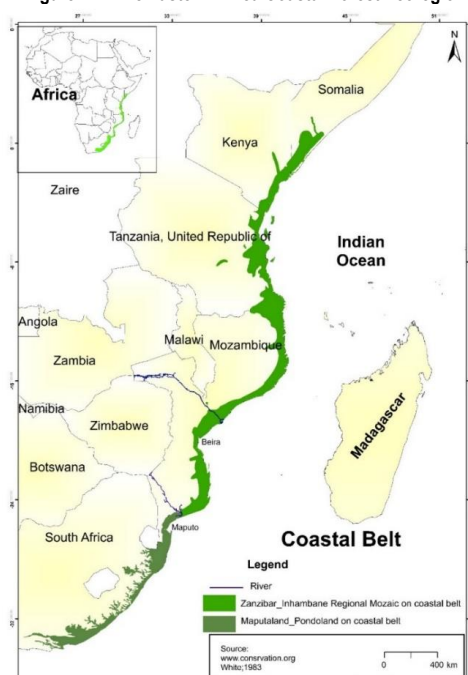 N
Africa
Somalia
Kenya
Zaire
Tanzania, United Republic of
Indian
Ocean
Angola
Malawi
Mozambique
Zambia
Namibia
Zimbabwe
Madagascar
Beira
Botswana
Maputo
South Africa
Coastal Belt
Legend
River
Zanzibar_Inhambane Regional Mozaic on coastal belt
Maputaland_Pondoland on coastal belt
Source:
www.consrvation.org
White;1983
0 400 km